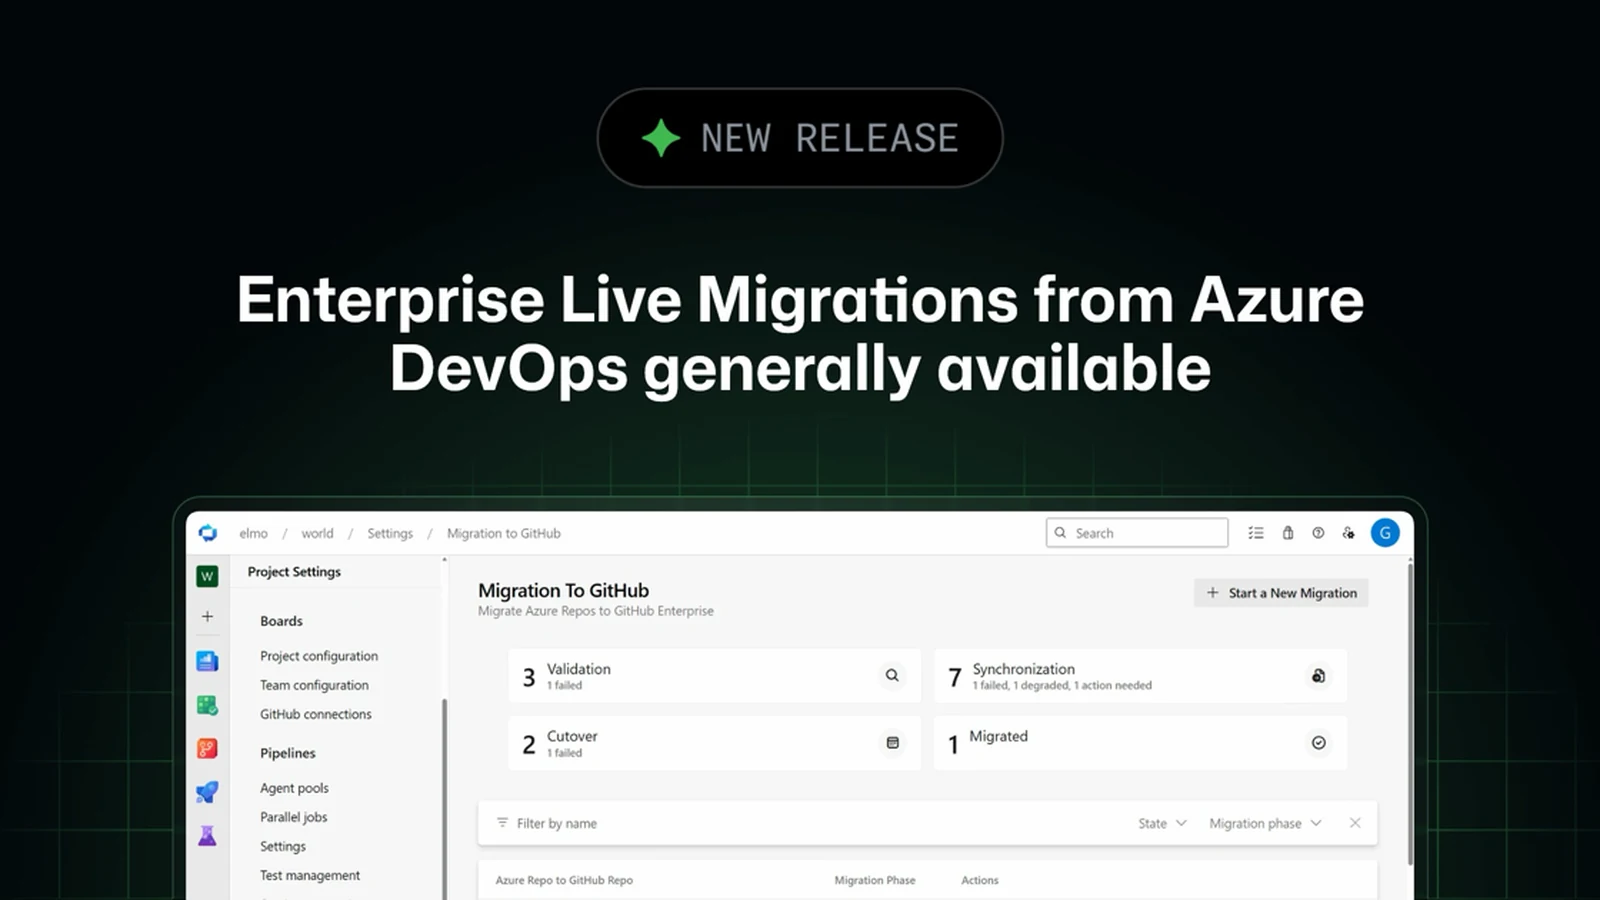 NEW RELEASE
Enterprise Live Migrations from Azure
DevOps generally available
elmo / world / Settings / Migration to GitHub
Search
G
W
Project Settings
Boards
Project configuration
Team configuration
GitHub connections
Pipelines
Agent pools
Parallel jobs
Settings
Test management
Migration To GitHub
Migrate Azure Repos to GitHub Enterprise
+ Start a New Migration
3 Validation
1 failed
7 Synchronization
1 failed, 1 degraded, 1 action needed
2 Cutover
1 failed
1 Migrated
Filter by name
State
Migration phase
Azure Repo to GitHub Repo
Migration Phase
Actions